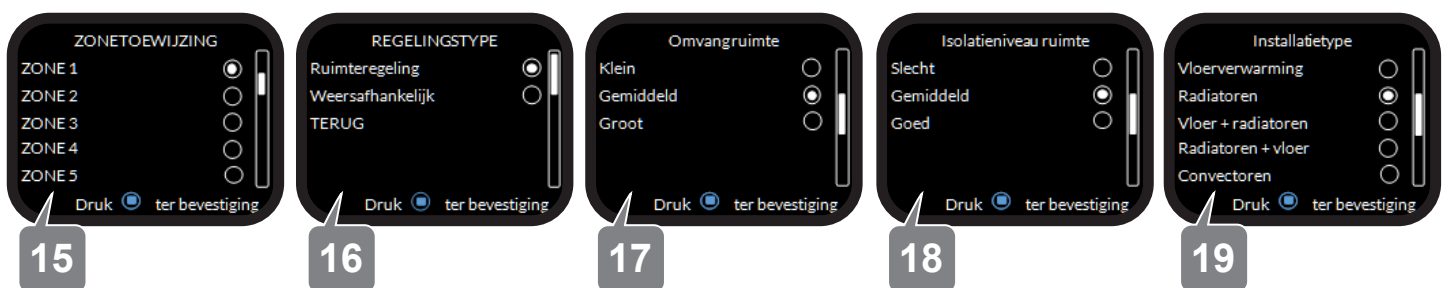 ZONETOEWIJZING
ZONE 1
ZONE 2
ZONE 3
ZONE 4
ZONE 5
Druk ter bevestiging
15
REGELINGSTYPE
Ruimteregeling
Weersafhankelijk
TERUG
Druk ter bevestiging
16
Omvangruimte
Klein
Gemiddeld
Groot
Druk ter bevestiging
17
Isolatieniveau ruimte
Slecht
Gemiddeld
Goed
Druk ter bevestiging
18
Installatietype
Vloerverwarming
Radiatoren
Vloer + radiatoren
Radiatoren + vloer
Convectoren
Druk ter bevestiging
19